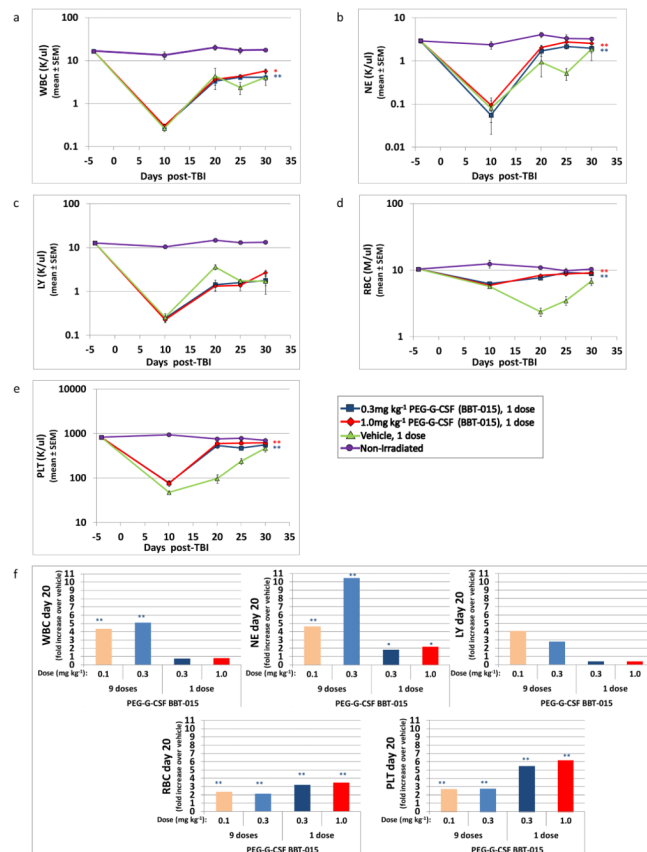 a
WBC (K/ul)
(mean ± SEM)
100
10
1
0.1
-5 0 5 10 15 20 25 30 35
Days post-TBI
*
**
b
NE (K/ul)
(mean ± SEM)
10
1
0.1
0.01
-5 0 5 10 15 20 25 30 35
Days post-TBI
**
**
c
LY (K/ul)
(mean ± SEM)
100
10
1
0.1
-5 0 5 10 15 20 25 30 35
Days post-TBI
d
RBC (M/ul)
(mean ± SEM)
100
10
1
-5 0 5 10 15 20 25 30 35
Days post-TBI
**
**
e
PLT (K/ul)
(mean ± SEM)
10000
1000
100
10
-5 0 5 10 15 20 25 30 35
Days post-TBI
**
**
0.3mg kg-1 PEG-G-CSF (BBT-015), 1 dose
1.0mg kg-1 PEG-G-CSF (BBT-015), 1 dose
Vehicle, 1 dose
Non-Irradiated
f
WBC day 20
(fold increase over vehicle)
11
10
9
8
7
6
5
4
3
2
1
0
** **
Dose (mg kg-1): 0.1 0.3 0.3 1.0
9 doses 1 dose
PEG-G-CSF BBT-015
NE day 20
(fold increase over vehicle)
11
10
9
8
7
6
5
4
3
2
1
0
** ** * *
Dose (mg kg-1): 0.1 0.3 0.3 1.0
9 doses 1 dose
PEG-G-CSF BBT-015
LY day 20
(fold increase over vehicle)
11
10
9
8
7
6
5
4
3
2
1
0
Dose (mg kg-1): 0.1 0.3 0.3 1.0
9 doses 1 dose
PEG-G-CSF BBT-015
RBC day 20
(fold increase over vehicle)
11
10
9
8
7
6
5
4
3
2
1
0
** ** ** **
Dose (mg kg-1): 0.1 0.3 0.3 1.0
9 doses 1 dose
PEG-G-CSF BBT-015
PLT day 20
(fold increase over vehicle)
11
10
9
8
7
6
5
4
3
2
1
0
** ** ** **
Dose (mg kg-1): 0.1 0.3 0.3 1.0
9 doses 1 dose
PEG-G-CSF BBT-015